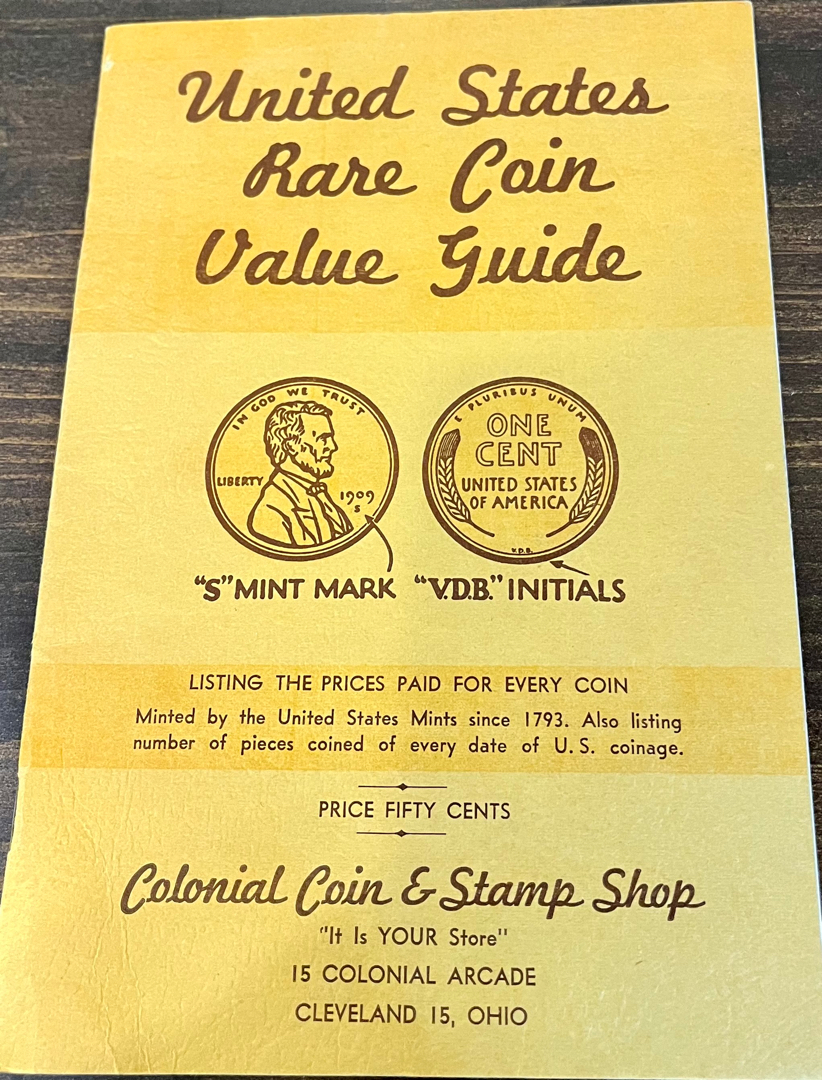 United States
Rare Coin
Value Guide
IN GOD WE TRUST
LIBERTY
1909
S
E PLURIBUS UNUM
ONE
CENT
UNITED STATES
OF AMERICA
V.D.B.
"S" MINT MARK
"V.D.B." INITIALS
LISTING THE PRICES PAID FOR EVERY COIN
Minted by the United States Mints since 1793. Also listing
number of pieces coined of every date of U.S. coinage.
PRICE FIFTY CENTS
Colonial Coin & Stamp Shop
"It Is YOUR Store"
15 COLONIAL ARCADE
CLEVELAND 15, OHIO